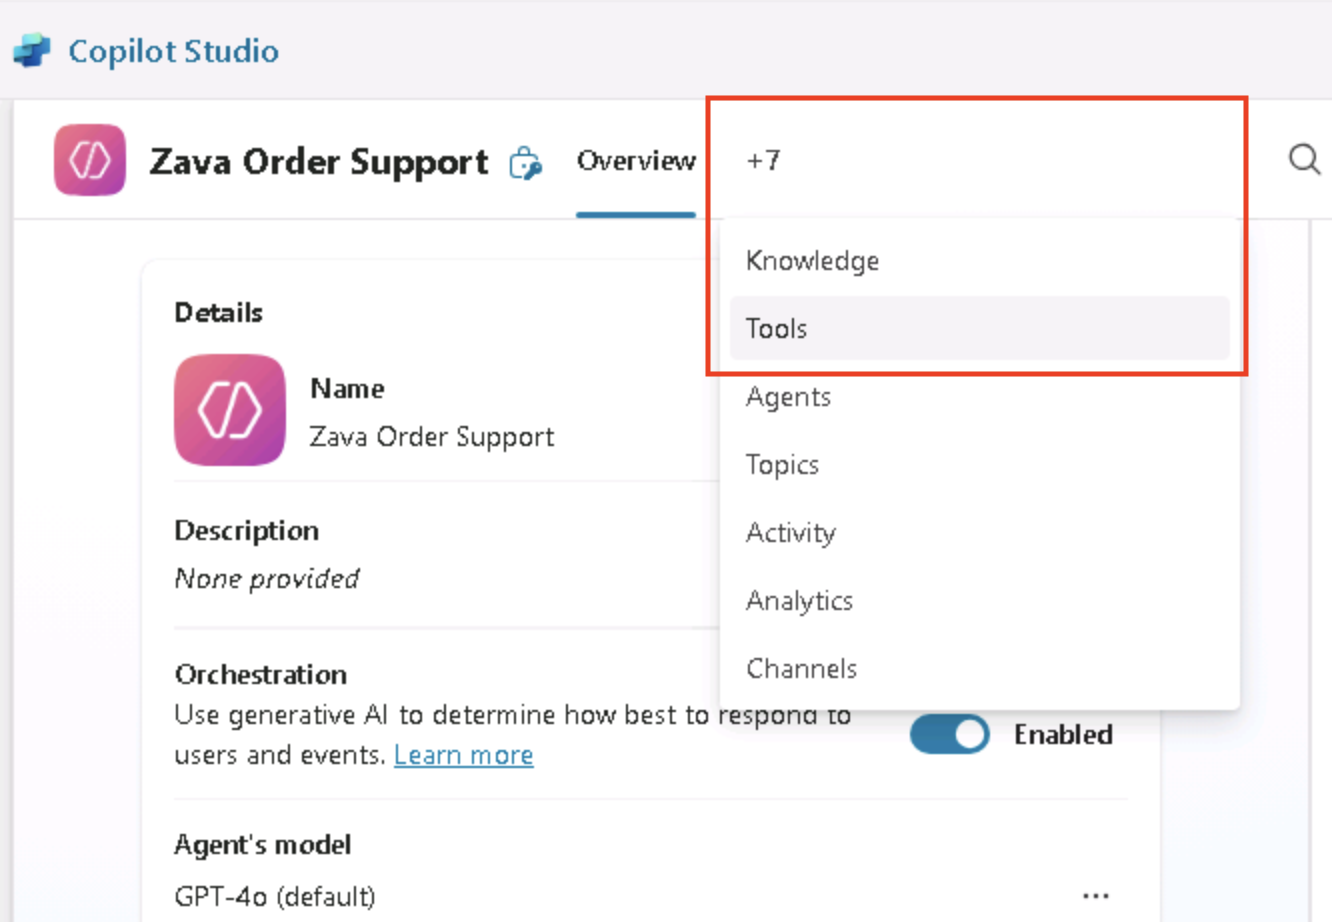 Copilot Studio
Zava Order Support
Overview
+7
Knowledge
Tools
Agents
Topics
Activity
Analytics
Channels
Details
Name
Zava Order Support
Description
None provided
Orchestration
Use generative AI to determine how best to respond to
users and events. Learn more
Enabled
Agent's model
GPT-4o (default)